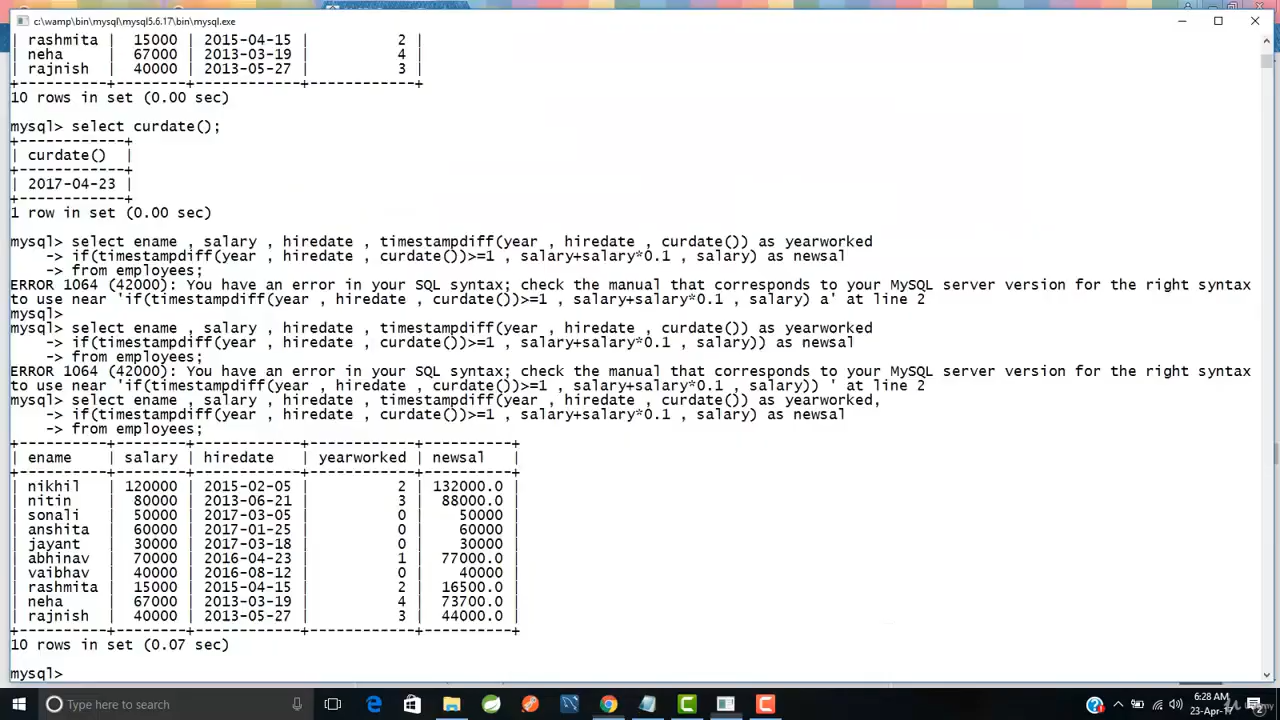 c:\wamp\bin\mysql\mysql5.6.17\bin\mysql.exe
| rashmita |  15000 | 2015-04-15 |          2 |
| neha     |  67000 | 2013-03-19 |          4 |
| rajnish  |  40000 | 2013-05-27 |          3 |
+----------+--------+------------+------------+
10 rows in set (0.00 sec)
mysql> select curdate();
+------------+
| curdate()  |
+------------+
| 2017-04-23 |
+------------+
1 row in set (0.00 sec)
mysql> select ename , salary , hiredate , timestampdiff(year , hiredate , curdate()) as yearworked
    -> if(timestampdiff(year , hiredate , curdate())>=1 , salary+salary*0.1 , salary) as newsal
    -> from employees;
ERROR 1064 (42000): You have an error in your SQL syntax; check the manual that corresponds to your MySQL server version for the right syntax
to use near 'if(timestampdiff(year , hiredate , curdate())>=1 , salary+salary*0.1 , salary) a' at line 2
mysql>
mysql> select ename , salary , hiredate , timestampdiff(year , hiredate , curdate()) as yearworked
    -> if(timestampdiff(year , hiredate , curdate())>=1 , salary+salary*0.1 , salary)) as newsal
    -> from employees;
ERROR 1064 (42000): You have an error in your SQL syntax; check the manual that corresponds to your MySQL server version for the right syntax
to use near 'if(timestampdiff(year , hiredate , curdate())>=1 , salary+salary*0.1 , salary)) ' at line 2
mysql> select ename , salary , hiredate , timestampdiff(year , hiredate , curdate()) as yearworked,
    -> if(timestampdiff(year , hiredate , curdate())>=1 , salary+salary*0.1 , salary) as newsal
    -> from employees;
+----------+--------+------------+------------+----------+
| ename    | salary | hiredate   | yearworked | newsal   |
+----------+--------+------------+------------+----------+
| nikhil   | 120000 | 2015-02-05 |          2 | 132000.0 |
| nitin    |  80000 | 2013-06-21 |          3 |  88000.0 |
| sonali   |  50000 | 2017-03-05 |          0 |    50000 |
| anshita  |  60000 | 2017-01-25 |          0 |    60000 |
| jayant   |  30000 | 2017-03-18 |          0 |    30000 |
| abhinav  |  70000 | 2016-04-23 |          1 |  77000.0 |
| vaibhav  |  40000 | 2016-08-12 |          0 |    40000 |
| rashmita |  15000 | 2015-04-15 |          2 |  16500.0 |
| neha     |  67000 | 2013-03-19 |          4 |  73700.0 |
| rajnish  |  40000 | 2013-05-27 |          3 |  44000.0 |
+----------+--------+------------+------------+----------+
10 rows in set (0.07 sec)
mysql>
Type here to search
6:28 AM
23-Apr-17